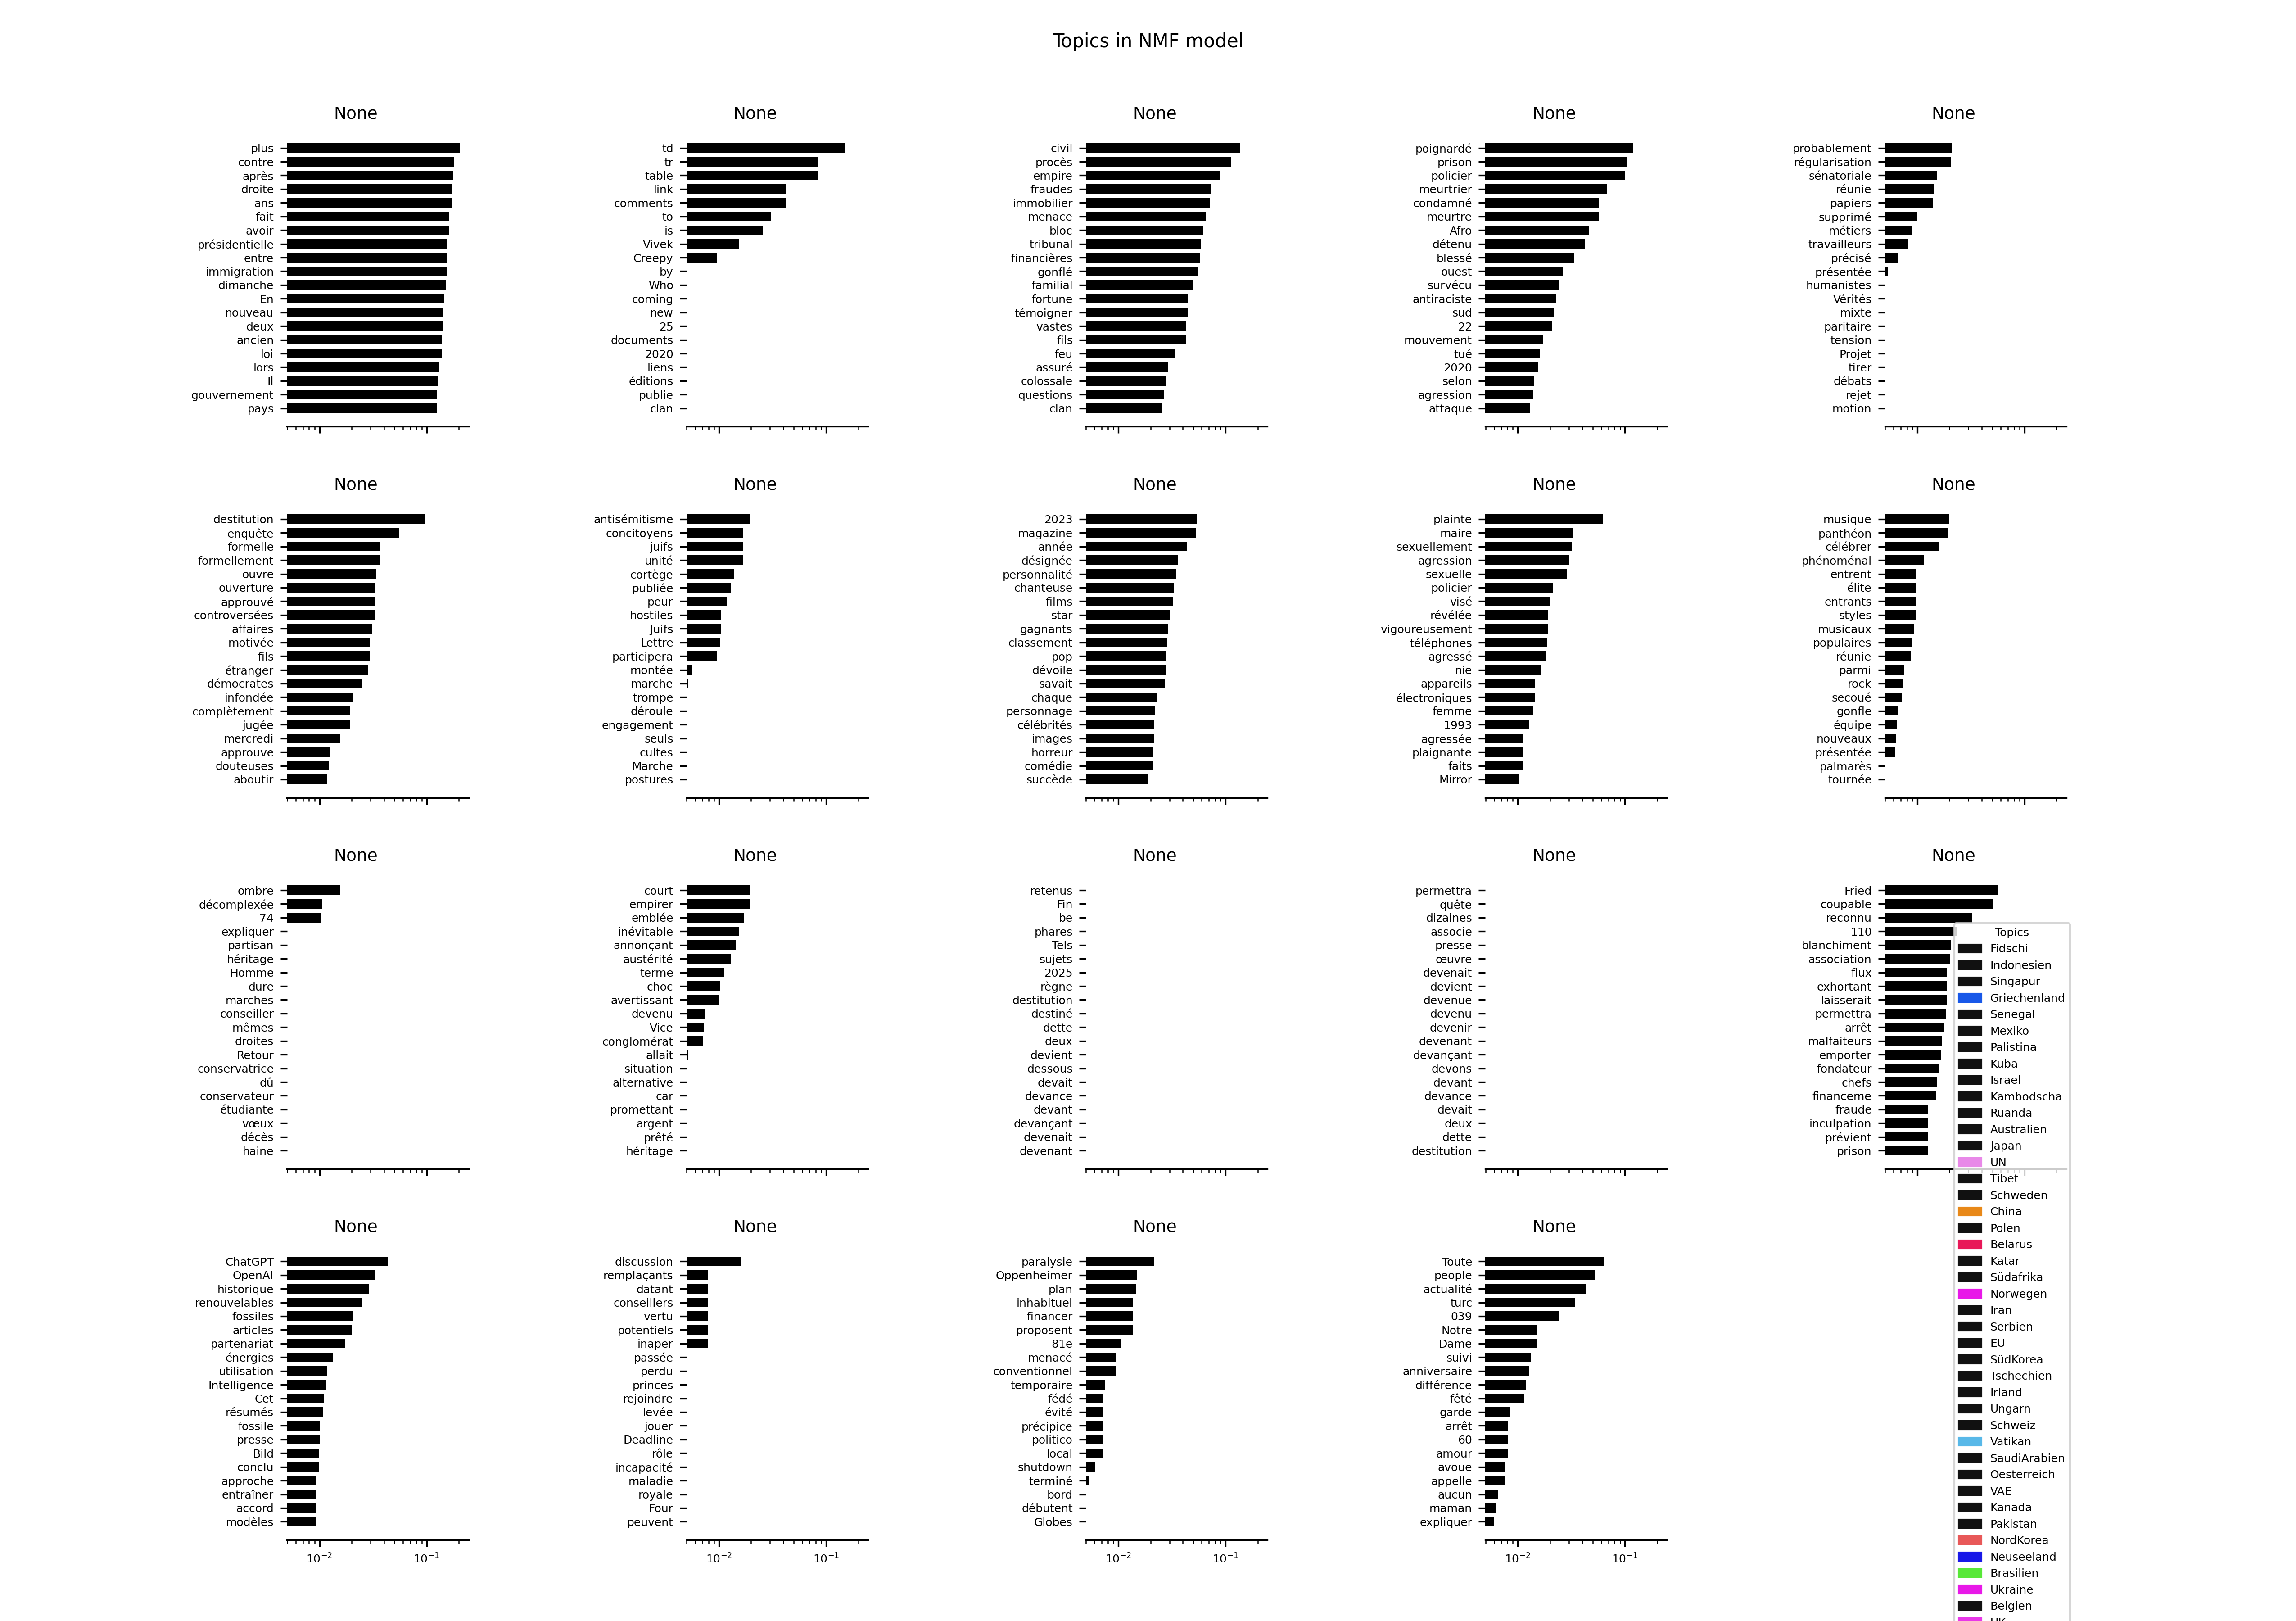 Topics in NMF model
None
plus
contre
après
droite
ans
fait
avoir
présidentielle
entre
immigration
dimanche
En
nouveau
deux
ancien
loi
lors
Il
gouvernement
pays
None
td
tr
table
link
comments
to
is
Vivek
Creepy
by
Who
coming
new
25
documents
2020
liens
éditions
publie
clan
None
civil
procès
empire
fraudes
immobilier
menace
bloc
tribunal
financières
gonflé
familial
fortune
témoigner
vastes
fils
feu
assuré
colossale
questions
clan
None
poignardé
prison
policier
meurtrier
condamné
meurtre
Afro
détenu
blessé
ouest
survécu
antiraciste
sud
22
mouvement
tué
2020
selon
agression
attaque
None
probablement
régularisation
sénatoriale
réunie
papiers
supprimé
métiers
travailleurs
précisé
présentée
humanistes
Vérités
mixte
paritaire
tension
Projet
tirer
débats
rejet
motion
None
destitution
enquête
formelle
formellement
ouvre
ouverture
approuvé
controversées
affaires
motivée
fils
étranger
démocrates
infondée
complètement
jugée
mercredi
approuve
douteuses
aboutir
None
antisémitisme
concitoyens
juifs
unité
cortège
publiée
peur
hostiles
Juifs
Lettre
participera
montée
marche
trompe
déroule
engagement
seuls
cultes
Marche
postures
None
2023
magazine
année
désignée
personnalité
chanteuse
films
star
gagnants
classement
pop
dévoile
savait
chaque
personnage
célébrités
images
horreur
comédie
succède
None
plainte
maire
sexuellement
agression
sexuelle
policier
visé
révélée
vigoureusement
téléphones
agressé
nie
appareils
électroniques
femme
1993
agressée
plaignante
faits
Mirror
None
musique
panthéon
célébrer
phénoménal
entrent
élite
entrants
styles
musicaux
populaires
réunie
parmi
rock
secoué
gonfle
équipe
nouveaux
présentée
palmarès
tournée
None
ombre
décomplexée
74
expliquer
partisan
héritage
Homme
dure
marches
conseiller
mêmes
droites
Retour
conservatrice
dû
conservateur
étudiante
vœux
décès
haine
None
court
empirer
emblée
inévitable
annonçant
austérité
terme
choc
avertissant
devenu
Vice
conglomérat
allait
situation
alternative
car
promettant
argent
prêté
héritage
None
retenus
Fin
be
phares
Tels
sujets
2025
règne
destitution
destiné
dette
deux
devient
dessous
devait
devance
devant
devançant
devenait
devenant
None
permettra
quête
dizaines
associe
presse
œuvre
devenait
devient
devenue
devenu
devenir
devenant
devançant
devons
devant
devance
devait
deux
dette
destitution
None
Fried
coupable
reconnu
110
blanchiment
association
flux
exhortant
laisserait
permettra
arrêt
malfaiteurs
emporter
fondateur
chefs
financeme
fraude
inculpation
prévient
prison
None
ChatGPT
OpenAI
historique
renouvelables
fossiles
articles
partenariat
énergies
utilisation
Intelligence
Cet
résumés
fossile
presse
Bild
conclu
approche
entraîner
accord
modèles
10⁻² 10⁻¹
None
discussion
remplaçants
datant
conseillers
vertu
potentiels
inaper
passée
perdu
princes
rejoindre
levée
jouer
Deadline
rôle
incapacité
maladie
royale
Four
peuvent
10⁻² 10⁻¹
None
paralysie
Oppenheimer
plan
inhabituel
financer
proposent
81e
menacé
conventionnel
temporaire
fédé
évité
précipice
politico
local
shutdown
terminé
bord
débutent
Globes
10⁻² 10⁻¹
None
Toute
people
actualité
turc
039
Notre
Dame
suivi
anniversaire
différence
fêté
garde
arrêt
60
amour
avoue
appelle
aucun
maman
expliquer
10⁻² 10⁻¹
Topics
Fidschi
Indonesien
Singapur
Griechenland
Senegal
Mexiko
Palistina
Kuba
Israel
Kambodscha
Ruanda
Australien
Japan
UN
Tibet
Schweden
China
Polen
Belarus
Katar
Südafrika
Norwegen
Iran
Serbien
EU
SüdKorea
Tschechien
Irland
Ungarn
Schweiz
Vatikan
SaudiArabien
Oesterreich
VAE
Kanada
Pakistan
NordKorea
Neuseeland
Brasilien
Ukraine
Belgien